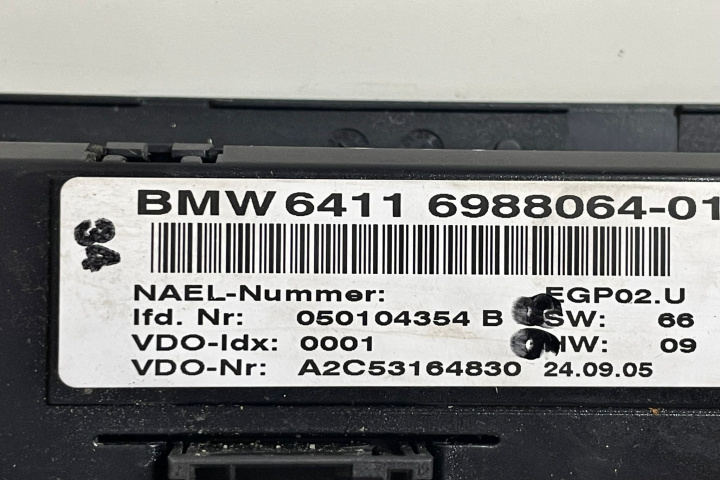 BMW 6411 6988064-01
34
NAEL-Nummer: EGP02.U
lfd. Nr: 050104354 B SW: 66
VDO-Idx: 0001 HW: 09
VDO-Nr: A2C53164830 24.09.05